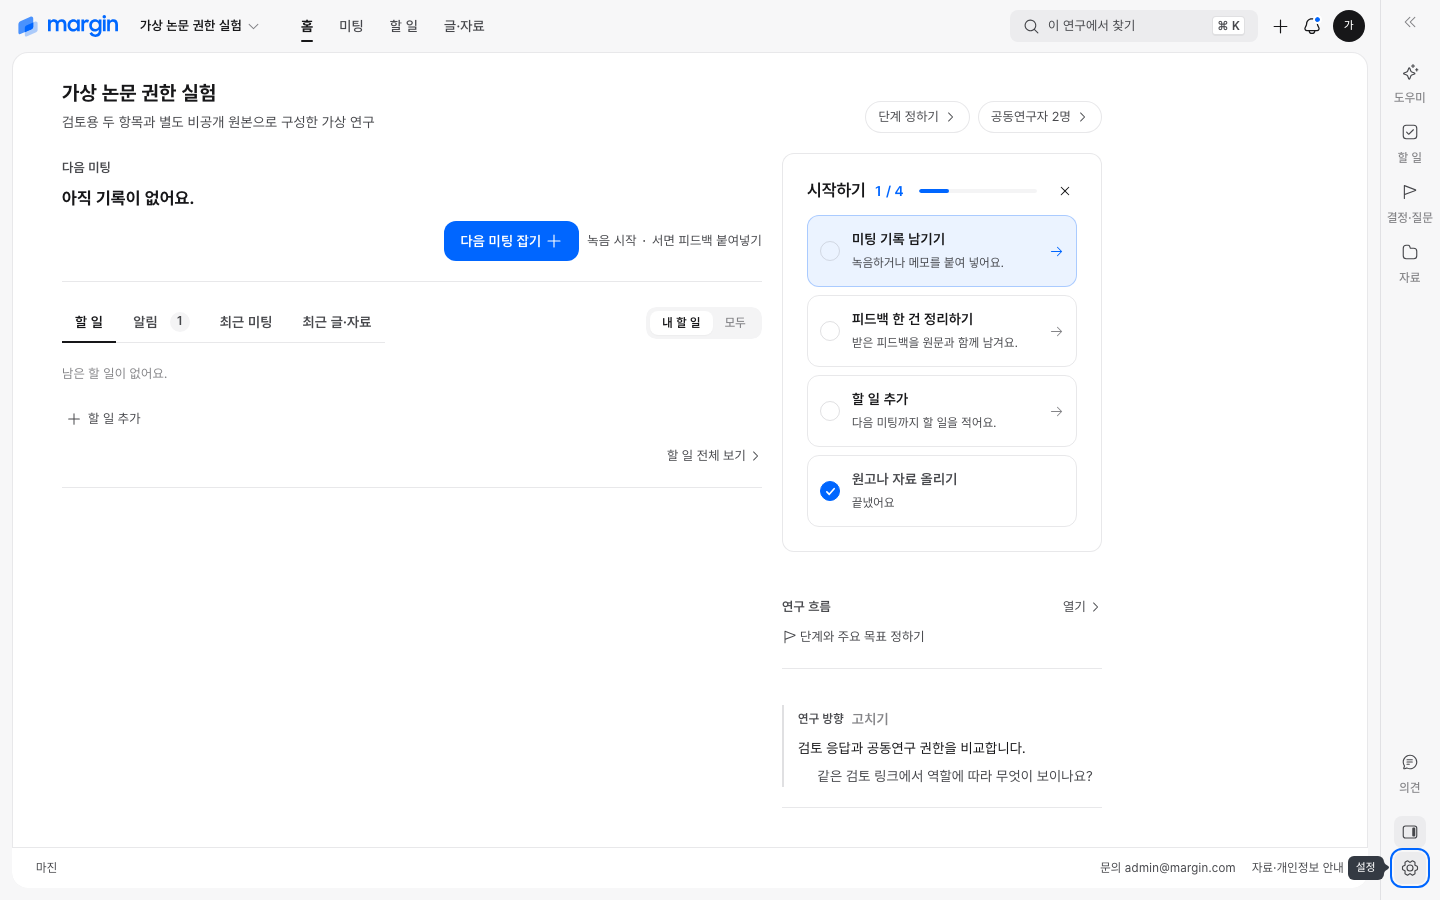 margin
가상 논문 권한 실험
홈
미팅
할 일
글·자료
이 연구에서 찾기
⌘ K
가
가상 논문 권한 실험
검토용 두 항목과 별도 비공개 원본으로 구성한 가상 연구
단계 정하기
공동연구자 2명
다음 미팅
아직 기록이 없어요.
다음 미팅 잡기
녹음 시작 · 서면 피드백 붙여넣기
할 일
알림 1
최근 미팅
최근 글·자료
내 할 일
모두
남은 할 일이 없어요.
할 일 추가
할 일 전체 보기
시작하기 1 / 4
미팅 기록 남기기
녹음하거나 메모를 붙여 넣어요.
피드백 한 건 정리하기
받은 피드백을 원문과 함께 남겨요.
할 일 추가
다음 미팅까지 할 일을 적어요.
원고나 자료 올리기
끝냈어요
연구 흐름
열기
단계와 주요 목표 정하기
연구 방향 고치기
검토 응답과 공동연구 권한을 비교합니다.
같은 검토 링크에서 역할에 따라 무엇이 보이나요?
도우미
할 일
결정·질문
자료
의견
설정
마진
문의 admin@margin.com
자료·개인정보 안내